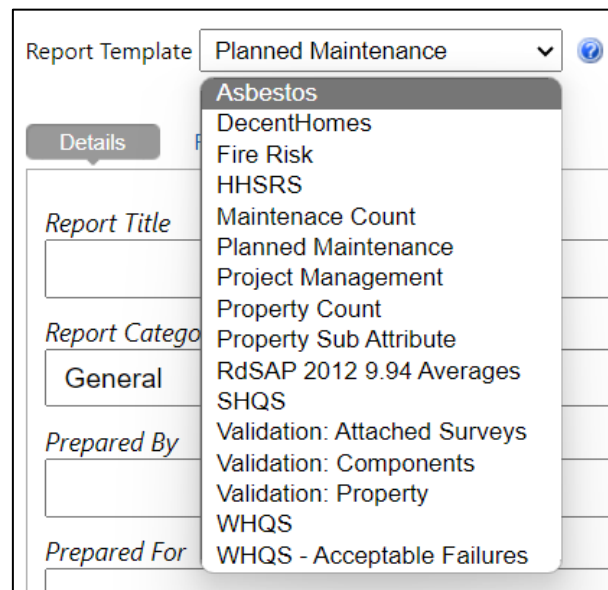 Report Template Planned Maintenance
Asbestos
DecentHomes
Details
Fire Risk
HHSRS
Report Title
Maintenace Count
Planned Maintenance
Project Management
Property Count
Report Catego
Property Sub Attribute
General
RdSAP 2012 9.94 Averages
SHQS
Prepared By
Validation: Attached Surveys
Validation: Components
Validation: Property
WHQS
Prepared For
WHQS - Acceptable Failures